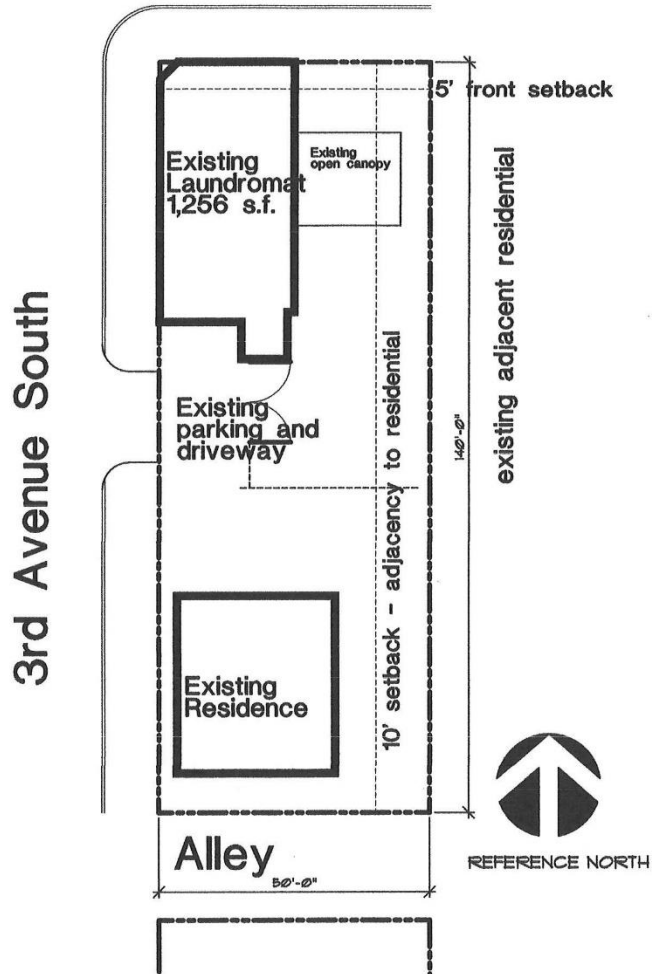 5' front setback
Existing
Laundromat
1,256 s.f.
Existing
open canopy
existing adjacent residential
3rd Avenue South
Existing
parking and
driveway
10' setback - adjacency to residential
140'-0"
Existing
Residence
Alley
50'-0"
REFERENCE NORTH